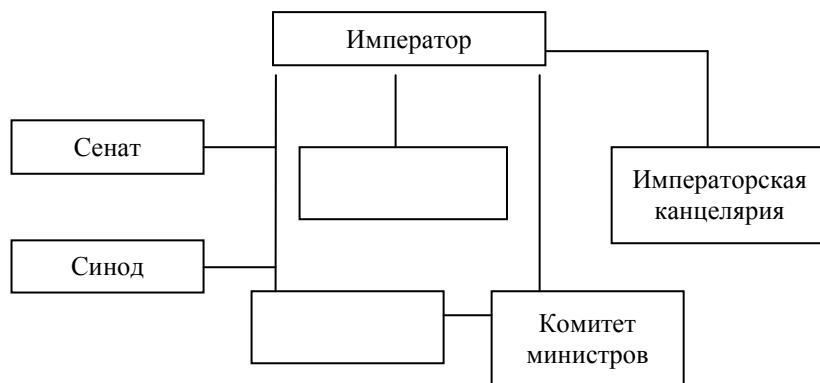 Император
Сенат
Императорская
канцелярия
Синод
Комитет
министров